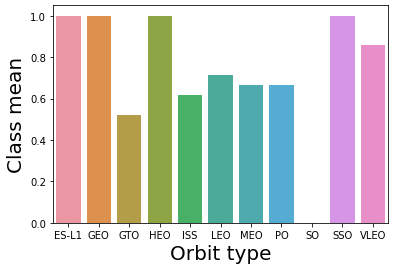 Class mean
1.0
0.8
0.6
0.4
0.2
0.0
ES-L1 GEO GTO HEO ISS LEO MEO PO SO SSO VLEO
Orbit type